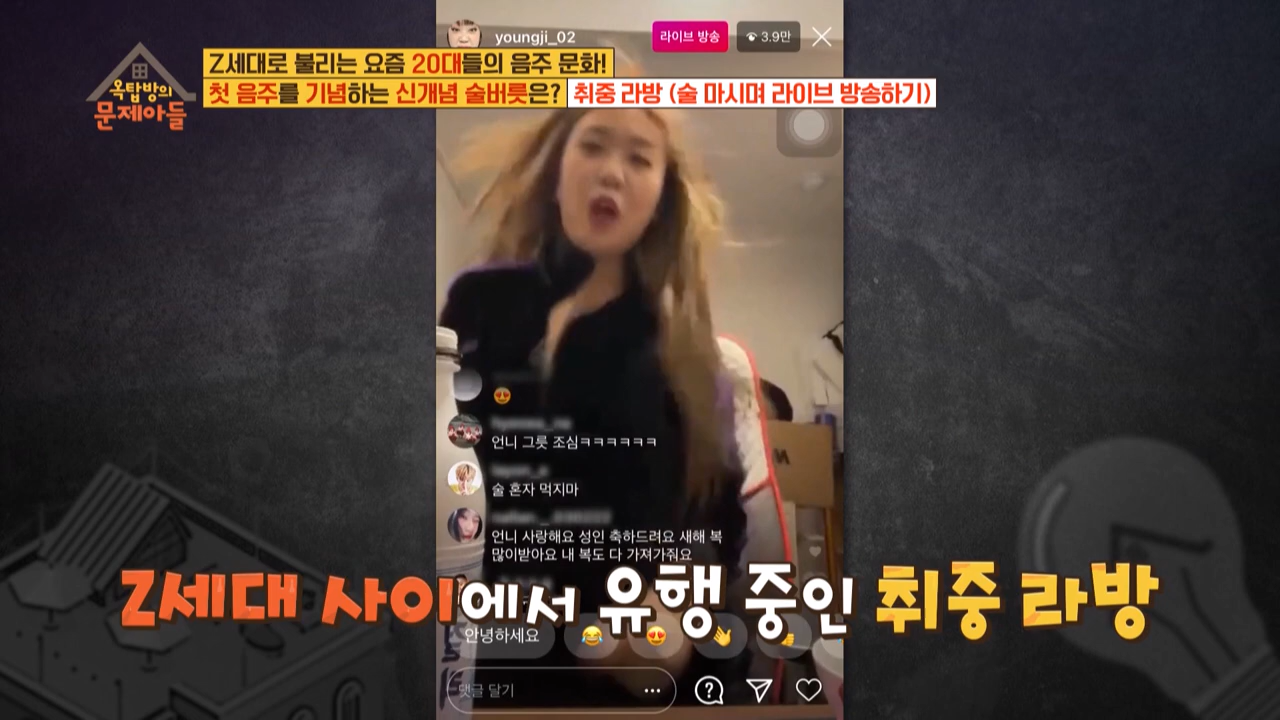 youngji_02
라이브 방송
3.9만
옥탑방의
문제아들
Z세대로 불리는 요즘 20대들의 음주 문화!
첫 음주를 기념하는 신개념 술버릇은? 취중 라방 (술 마시며 라이브 방송하기)
언니 그릇 조심ㅋㅋㅋㅋㅋㅋ
술 혼자 먹지마
언니 사랑해요 성인 축하드려요 새해 복
많이받아요 내 복도 다 가져가줘요
Z세대 사이에서 유행 중인 취중 라방
안녕하세요
댓글 달기